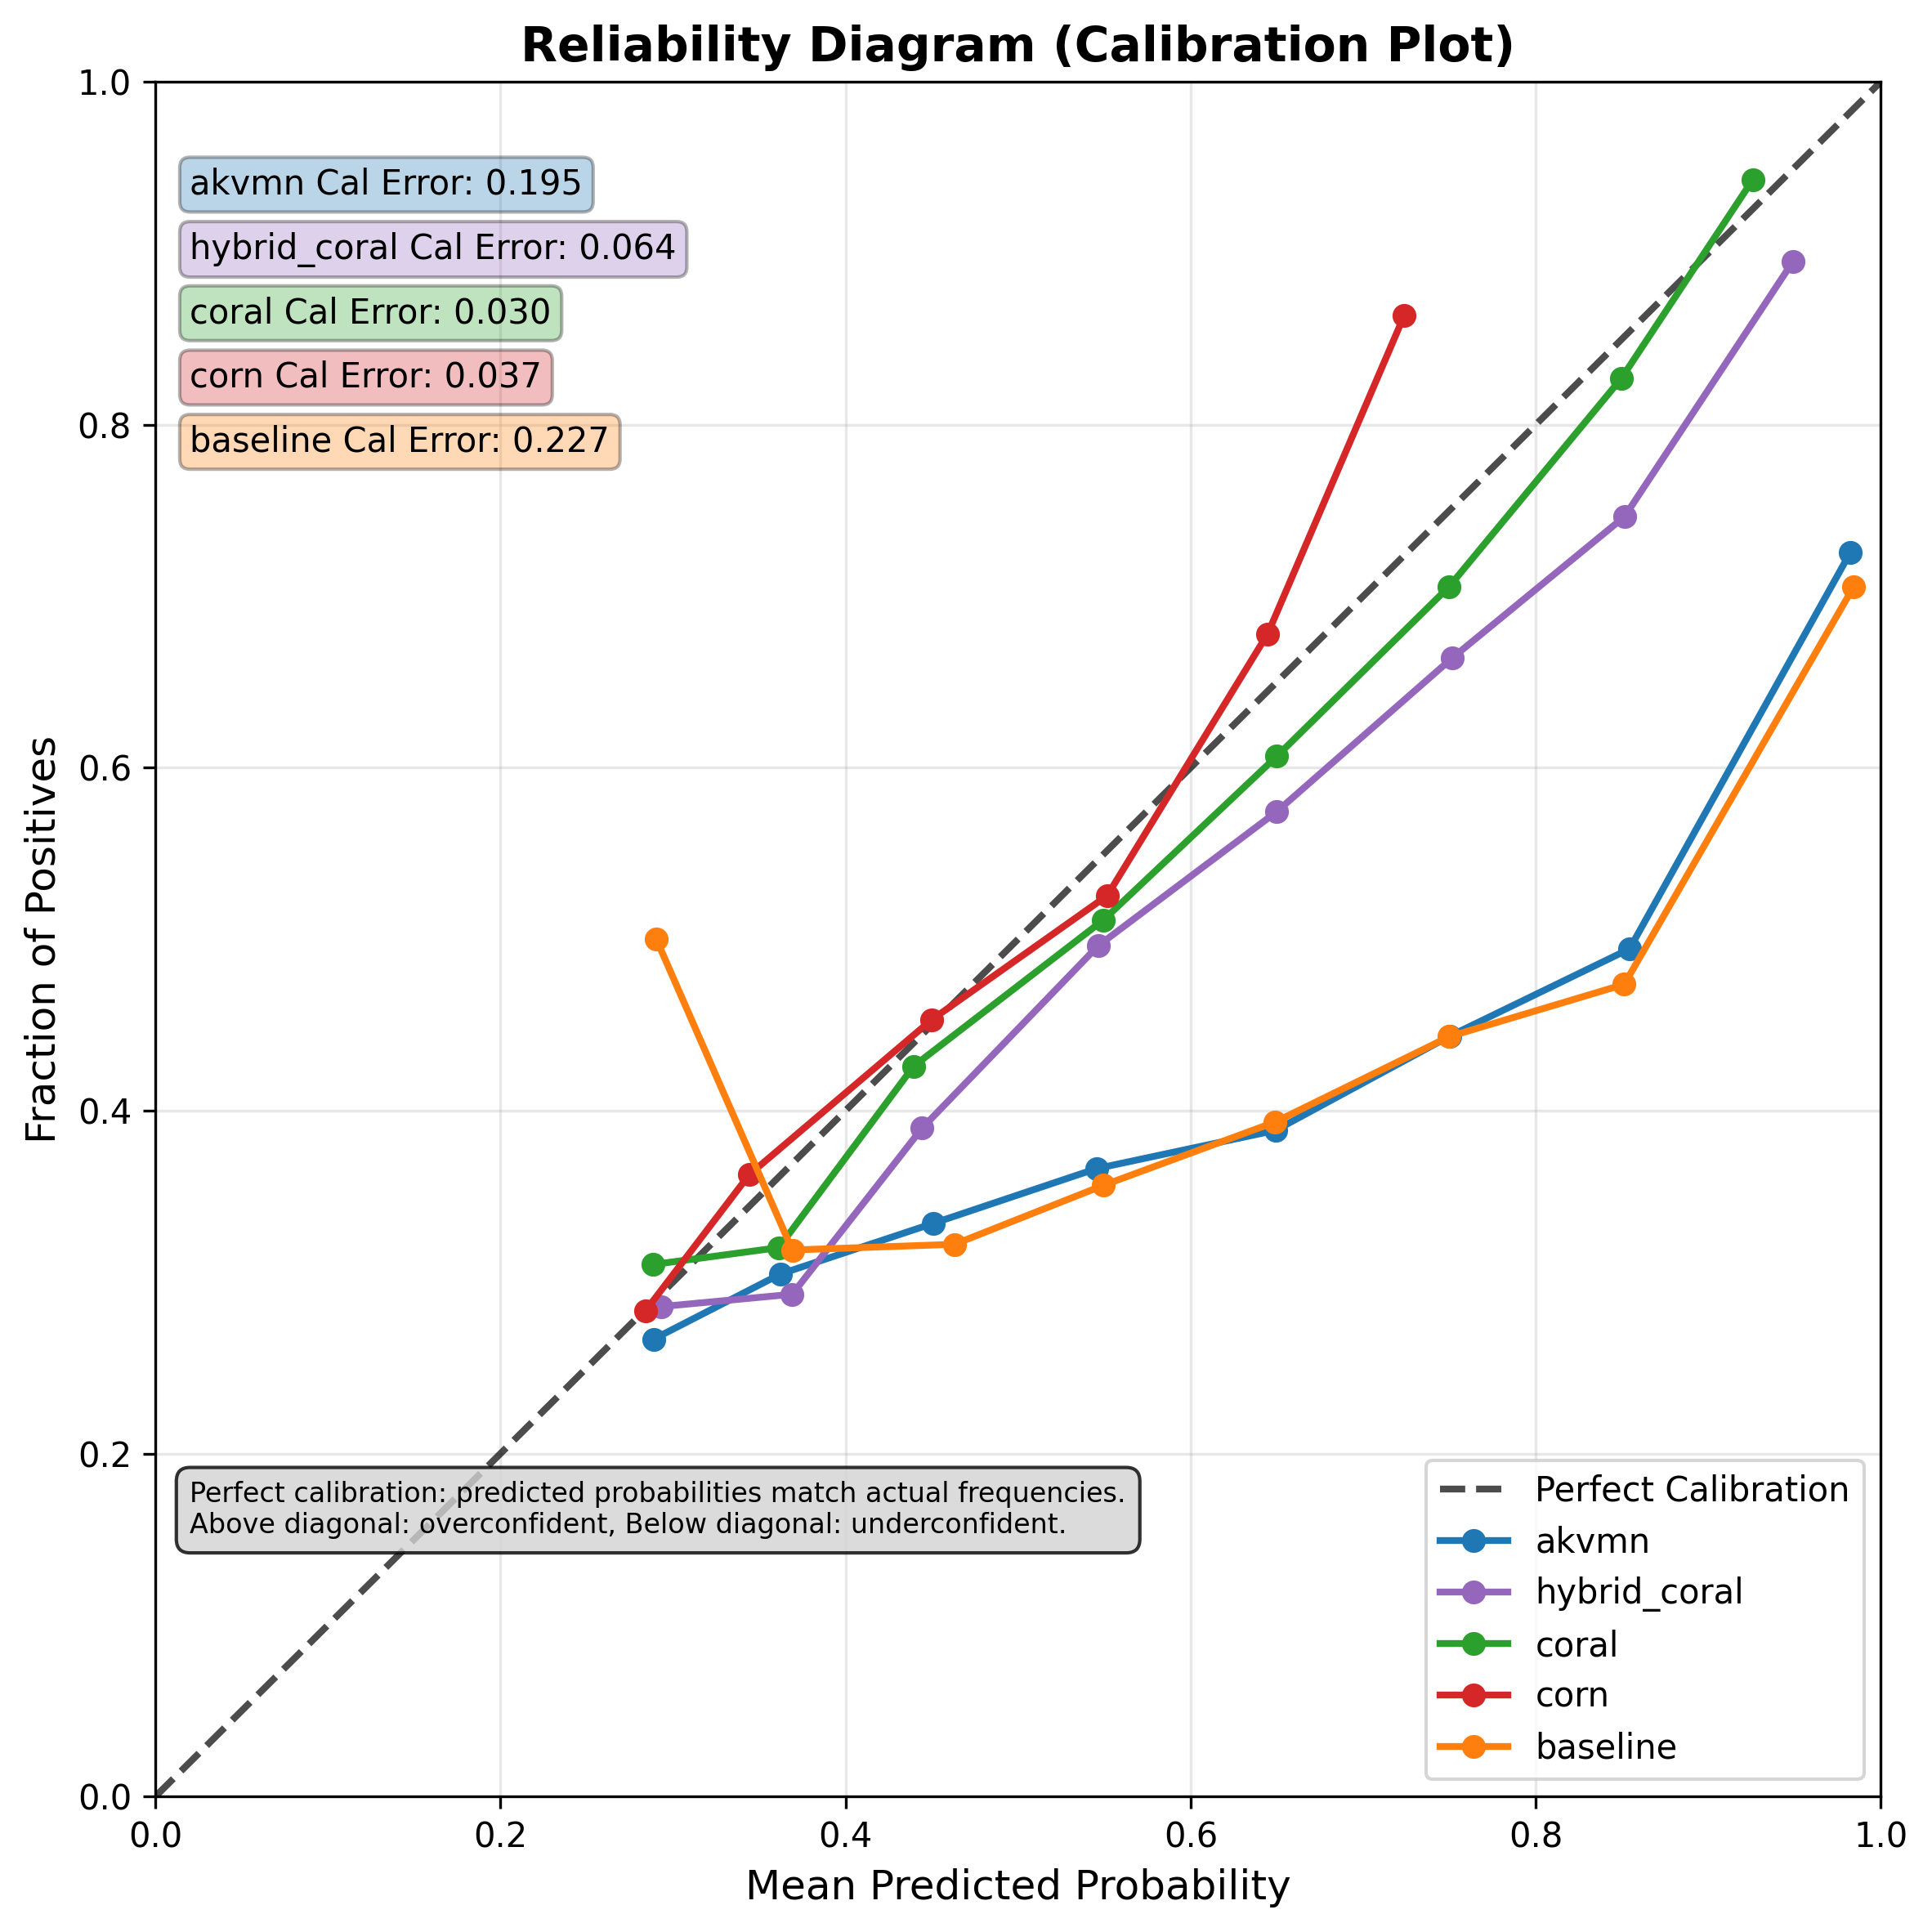 Reliability Diagram (Calibration Plot)
1.0
0.8
0.6
0.4
0.2
0.0
Fraction of Positives
akvmn Cal Error: 0.195
hybrid_coral Cal Error: 0.064
coral Cal Error: 0.030
corn Cal Error: 0.037
baseline Cal Error: 0.227
Perfect calibration: predicted probabilities match actual frequencies.
Above diagonal: overconfident, Below diagonal: underconfident.
Perfect Calibration
akvmn
hybrid_coral
coral
corn
baseline
0.0
0.2
0.4
0.6
0.8
1.0
Mean Predicted Probability